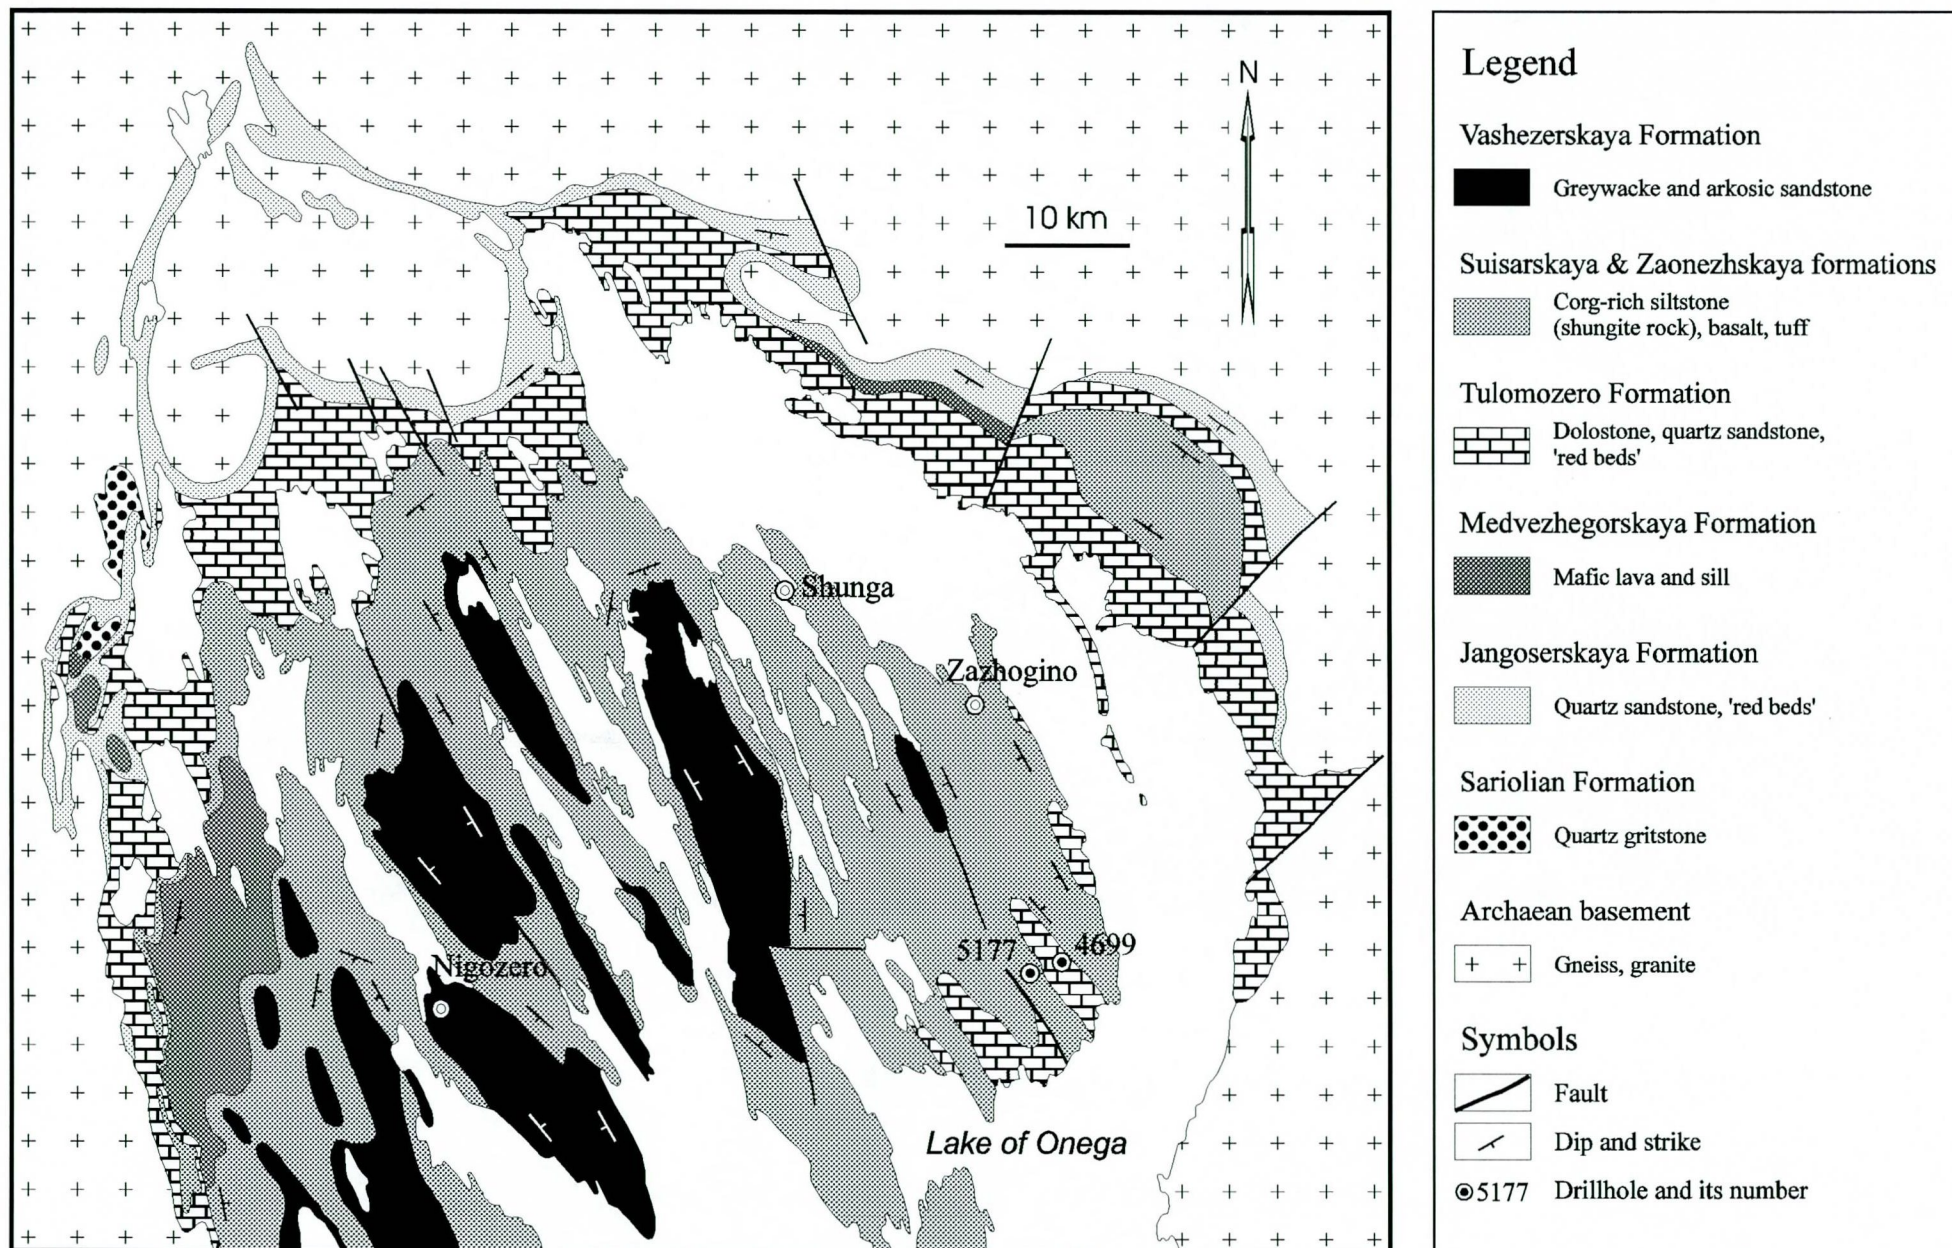 N
10 km
Shunga
Zazhogino
5177
4699
Nigozero
Lake of Onega
Legend
Vashezerskaya Formation
Greywacke and arkosic sandstone
Suisarskaya & Zaonezhskaya formations
Corg-rich siltstone
(shungite rock), basalt, tuff
Tulomozero Formation
Dolostone, quartz sandstone,
'red beds'
Medvezhegorskaya Formation
Mafic lava and sill
Jangoserskaya Formation
Quartz sandstone, 'red beds'
Sariolian Formation
Quartz gritstone
Archaean basement
Gneiss, granite
Symbols
Fault
Dip and strike
5177 Drillhole and its number